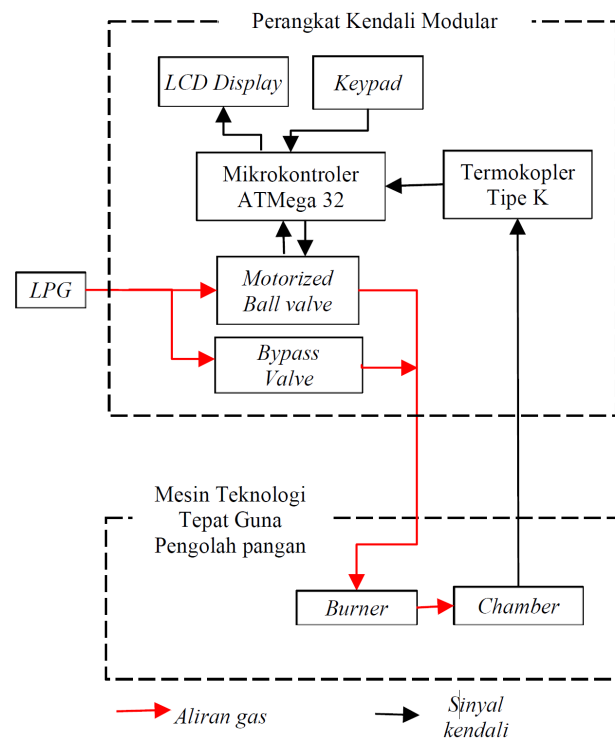 Perangkat Kendali Modular
LCD Display
Keypad
Mikrokontroler
ATMega 32
Termokopler
Tipe K
LPG
Motorized
Ball valve
Bypass
Valve
Mesin Teknologi
Tepat Guna
Pengolah pangan
Burner
Chamber
Aliran gas
Sinyal
kendali